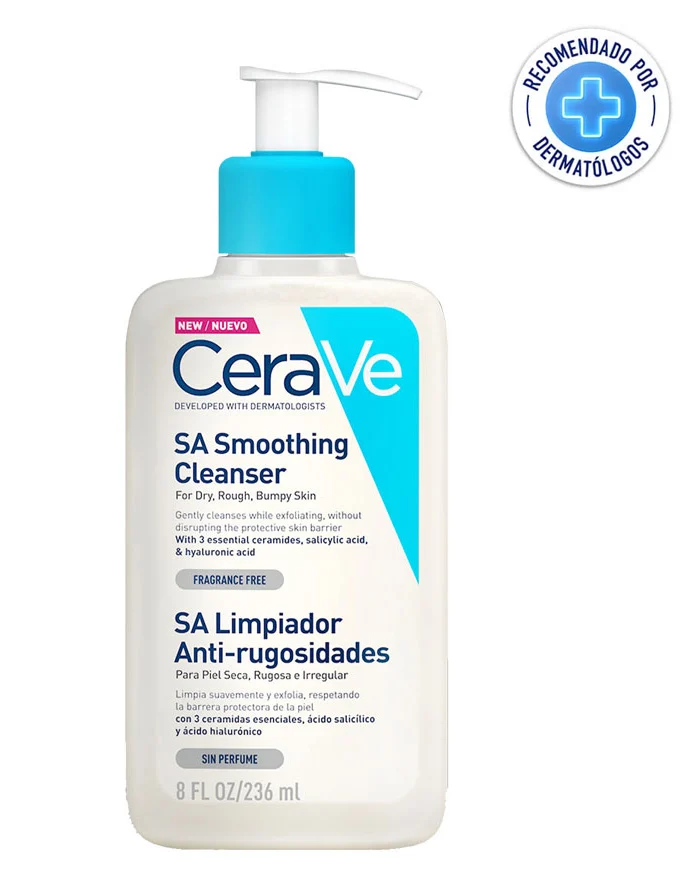 RECOMENDADO POR
DERMATÓLOGOS
NEW / NUEVO
CeraVe
DEVELOPED WITH DERMATOLOGISTS
SA Smoothing
Cleanser
For Dry, Rough, Bumpy Skin
Gently cleanses while exfoliating, without
disrupting the protective skin barrier
With 3 essential ceramides, salicylic acid,
& hyaluronic acid
FRAGRANCE FREE
SA Limpiador
Anti-rugosidades
Para Piel Seca, Rugosa e Irregular
Limpia suavemente y exfolia, respetando
la barrera protectora de la piel
con 3 ceramidas esenciales, ácido salicílico
y ácido hialurónico
SIN PERFUME
8 FL OZ/236 ml